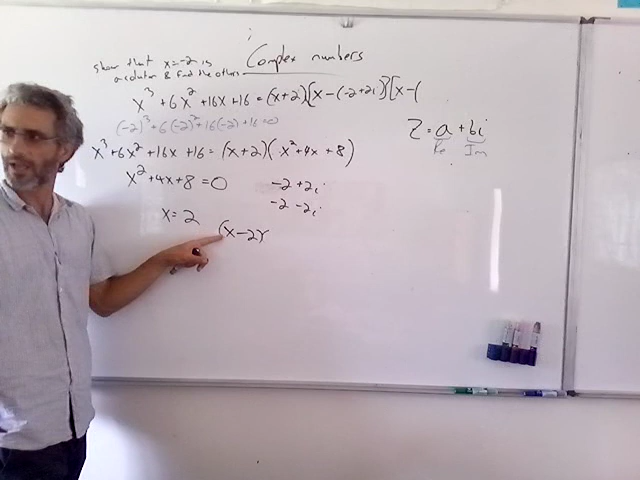 i
Complex numbers
show that x=-2 is
a solution & find the others
x³+6x²+16x+16=(x+2)[x-(-2+2i)][x-(
(-2)³+6(-2)²+16(-2)+16=0
z=a+bi
Re Im
x³+6x²+16x+16=(x+2)(x²+4x+8)
x²+4x+8=0
-2+2i
-2-2i
x=2
(x-2)